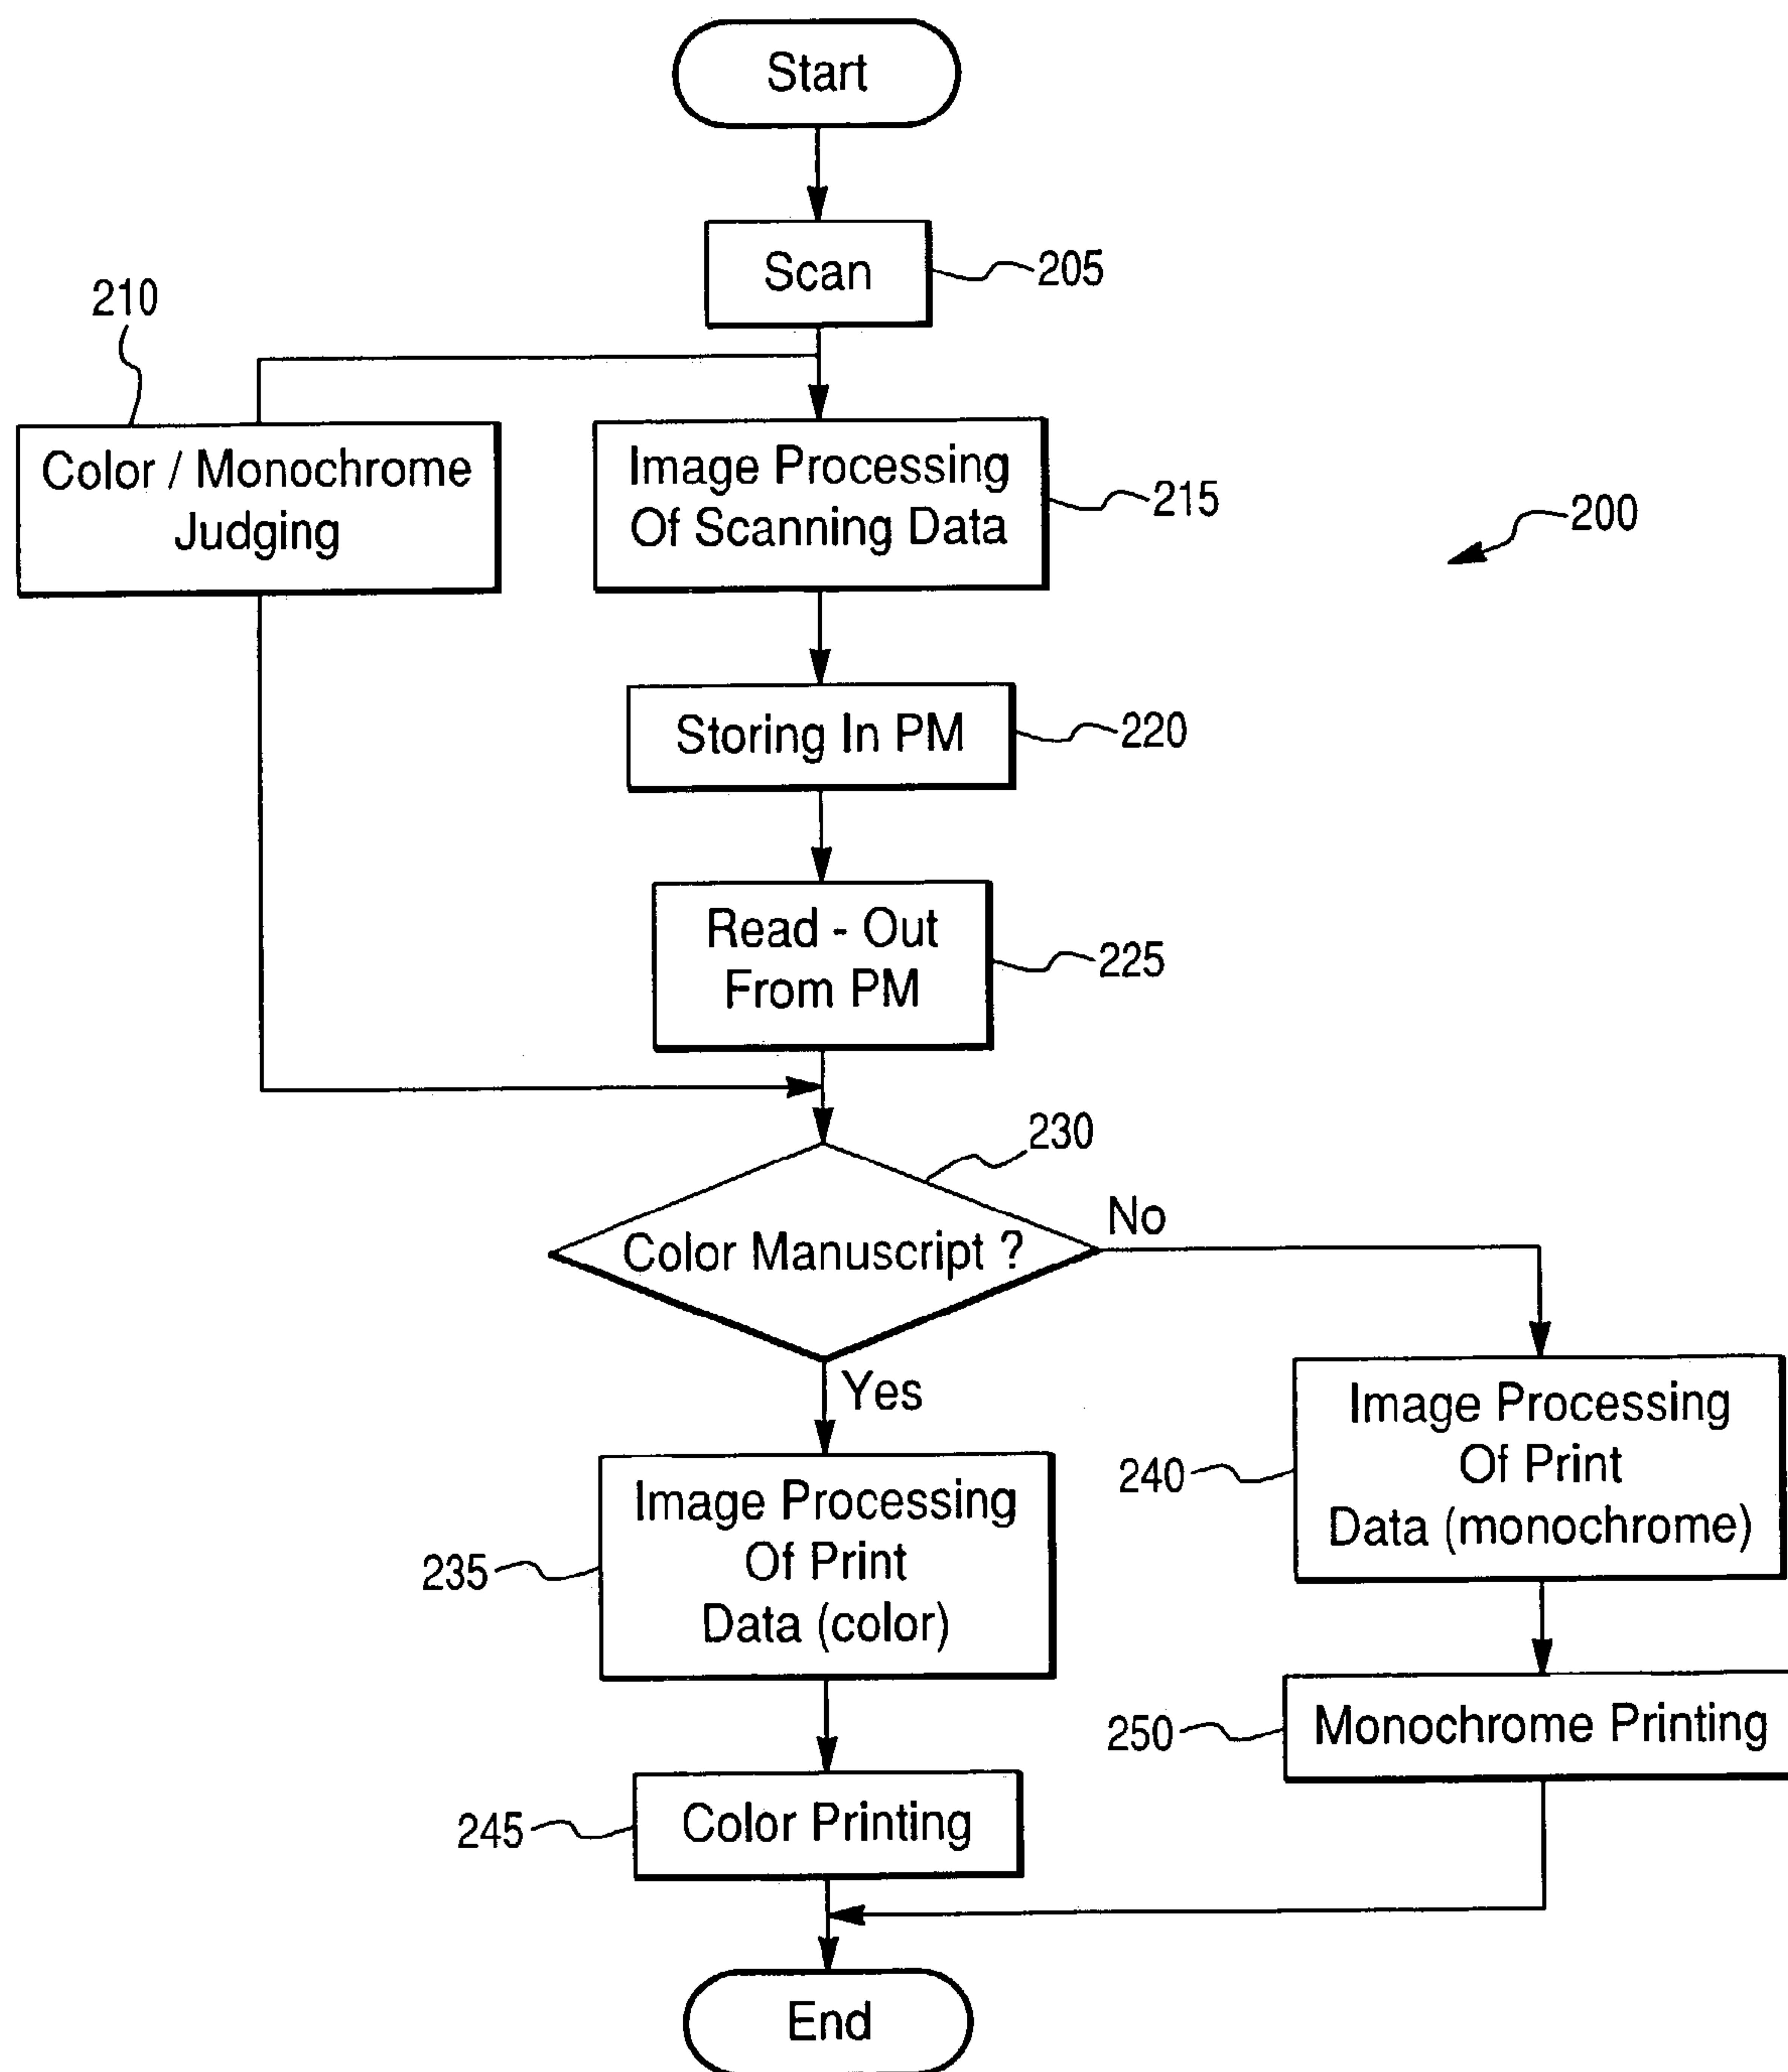 Start
Scan
205
210
Color / Monochrome
Judging
Image Processing
Of Scanning Data
215
200
Storing In PM
220
Read - Out
From PM
225
230
Color Manuscript ?
No
Yes
Image Processing
Of Print
Data (monochrome)
240
Image Processing
Of Print
Data (color)
235
Monochrome Printing
250
Color Printing
245
End